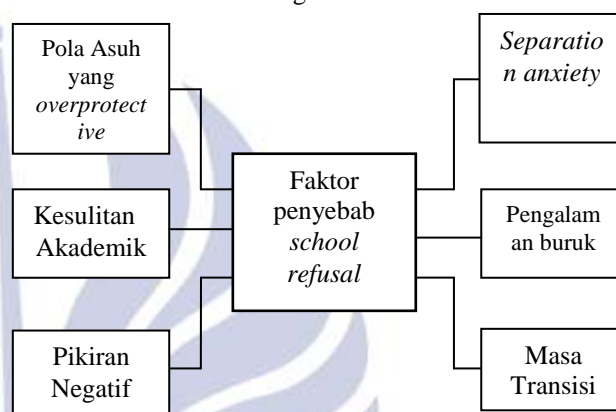 Pola Asuh
yang
overprotect
ive
Kesulitan
Akademik
Pikiran
Negatif
Faktor
penyebab
school
refusal
Separatio
n anxiety
Pengalam
an buruk
Masa
Transisi